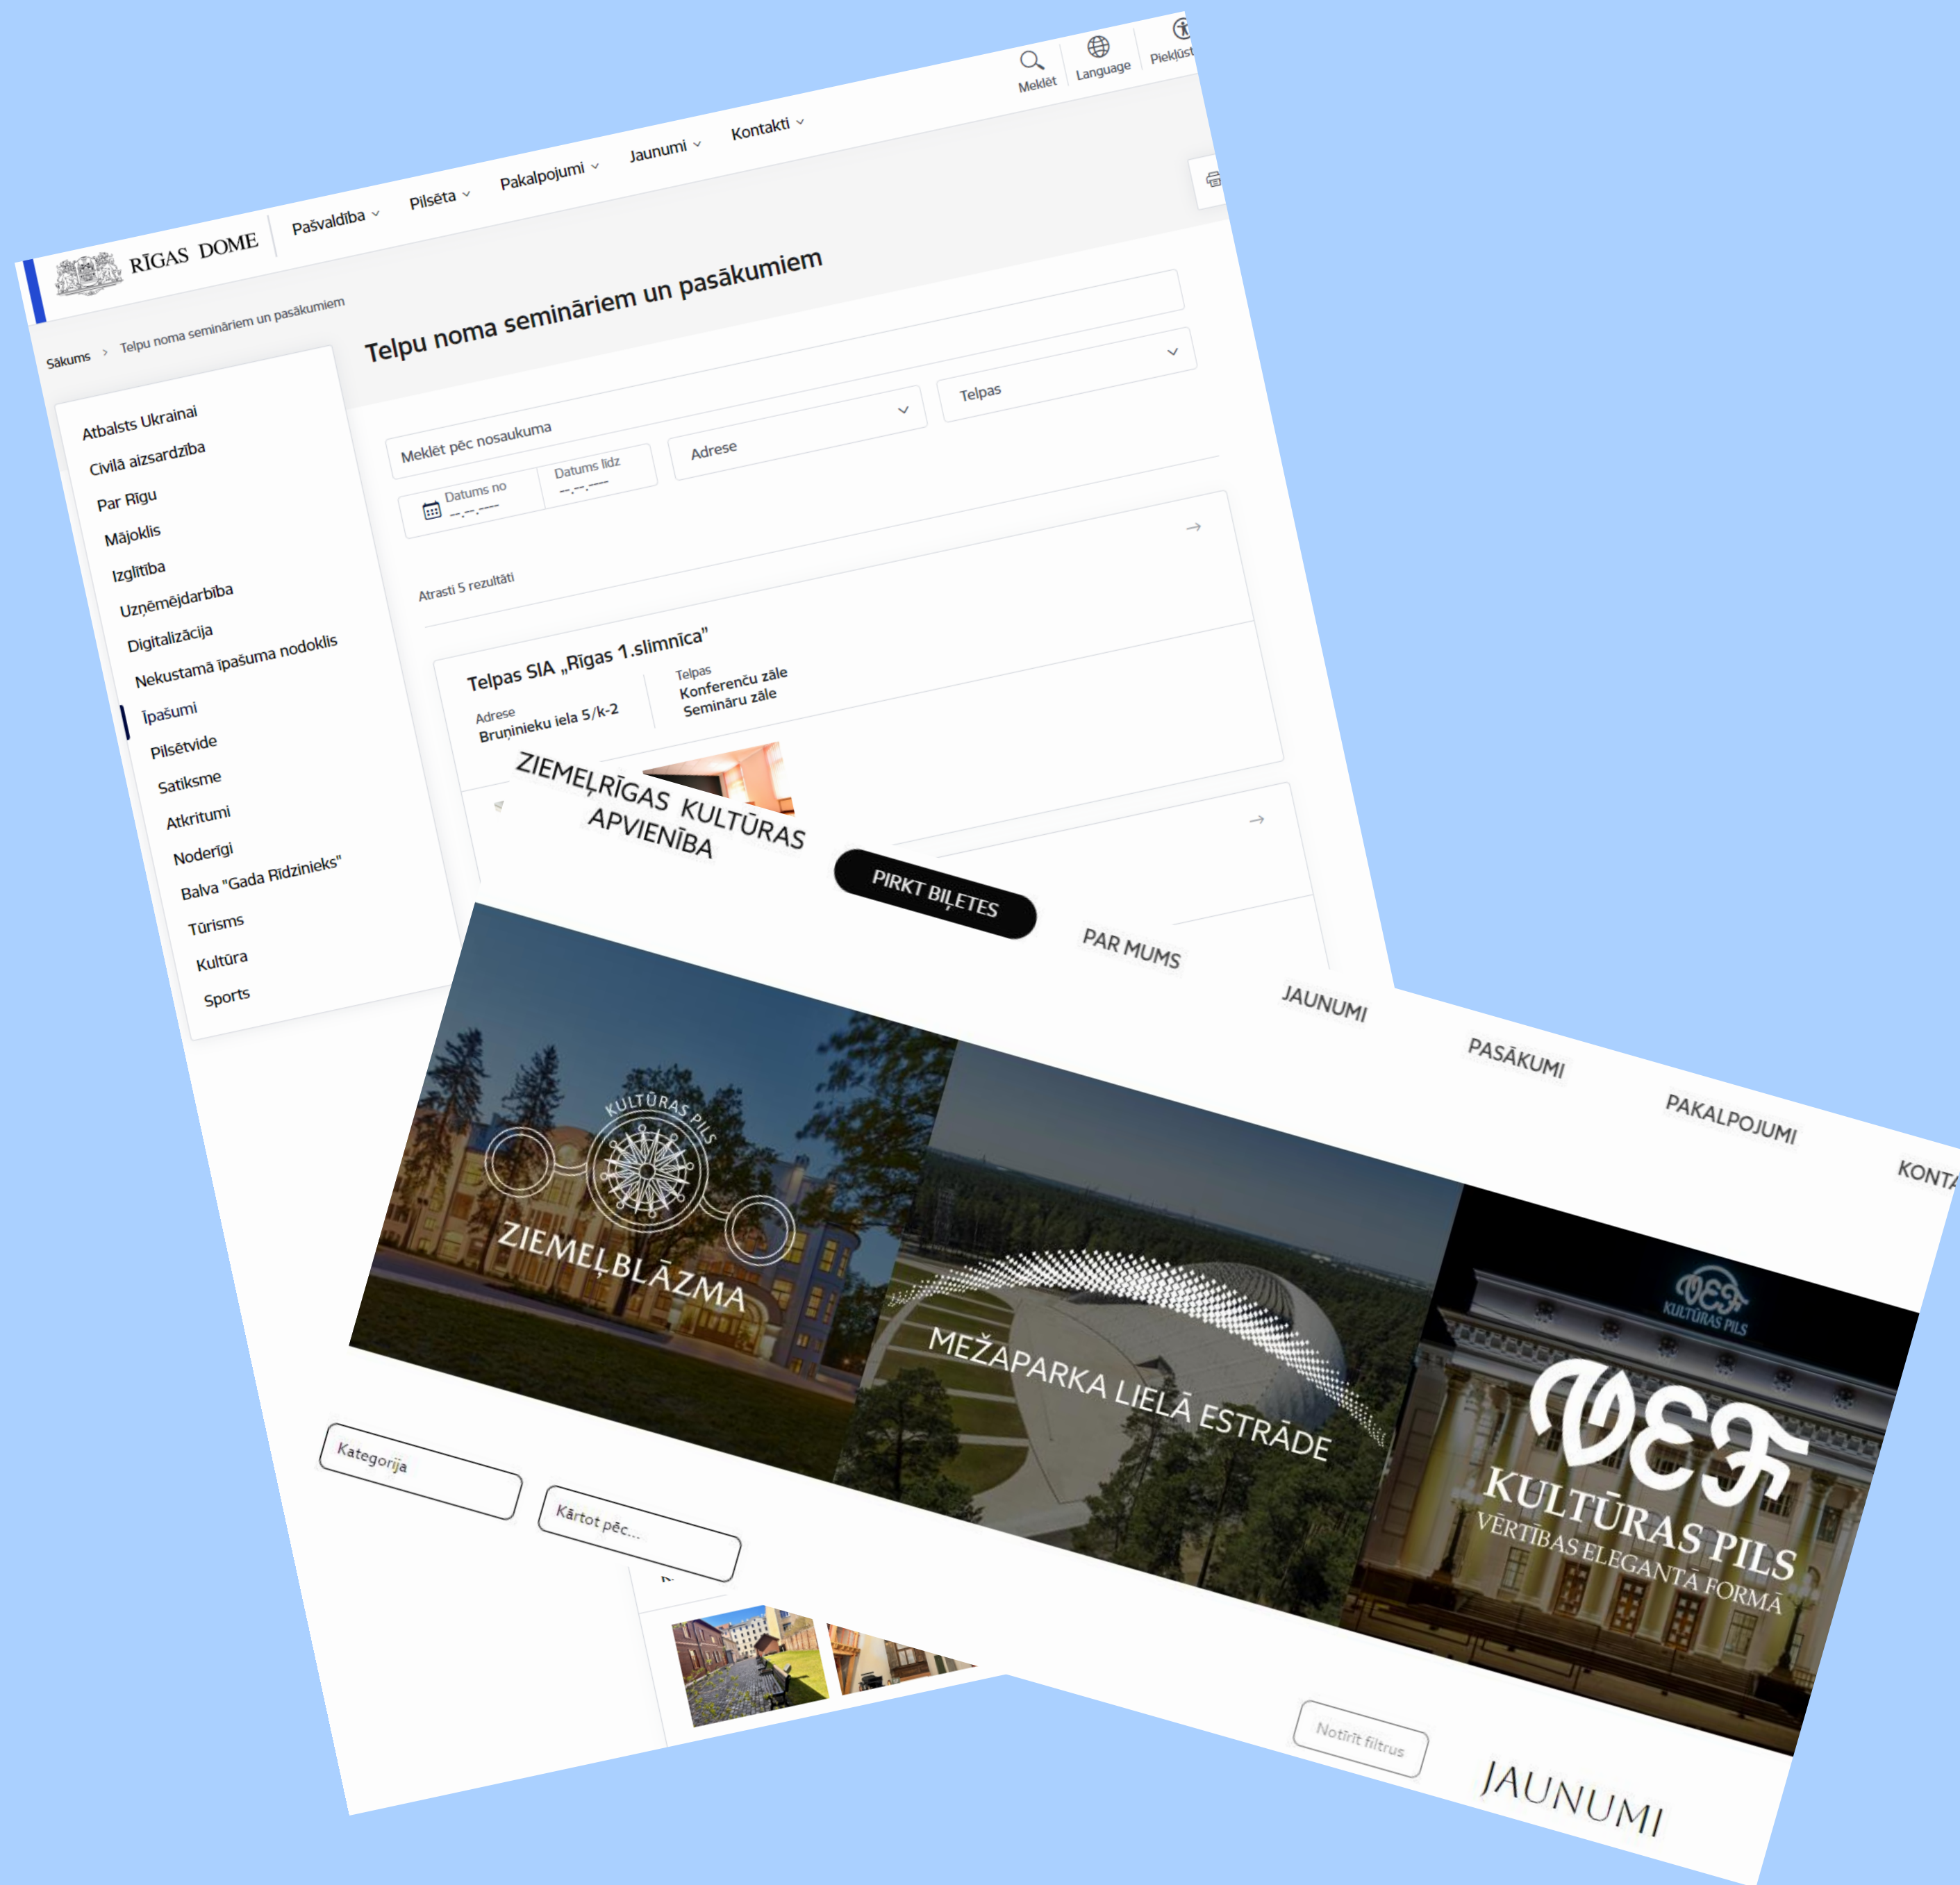 Meklēt
Language
RĪGAS DOME
Pašvaldība
Pilsēta
Pakalpojumi
Jaunumi
Kontakti
Sākums > Telpu noma semināriem un pasākumiem
Telpu noma semināriem un pasākumiem
Atbalsts Ukrainai
Civilā aizsardzība
Par Rīgu
Mājoklis
Izglītība
Uzņēmējdarbība
Digitalizācija
Nekustamā īpašuma nodoklis
Īpašumi
Pilsētvide
Satiksme
Atkritumi
Noderīgi
Balva "Gada Rīdzinieks"
Tūrisms
Kultūra
Sports
Meklēt pēc nosaukuma
Datums no
--.--.----
Datums līdz
--.--.----
Adrese
Telpas
Atrasti 5 rezultāti
Telpas SIA „Rīgas 1.slimnīca”
Adrese
Bruņinieku iela 5/k-2
Telpas
Konferenču zāle
Semināru zāle
ZIEMEĻRĪGAS KULTŪRAS
APVIENĪBA
PIRKT BIĻETES
PAR MUMS
JAUNUMI
PASĀKUMI
PAKALPOJUMI
KULTŪRAS PILS
ZIEMEĻBLĀZMA
MEŽAPARKA LIELĀ ESTRĀDE
VEF
KULTŪRAS PILS
VEF
KULTŪRAS PILS
VĒRTĪBAS ELEGANTĀ FORMĀ
Kategorija
Kārtot pēc...
Notīrīt filtrus
JAUNUMI